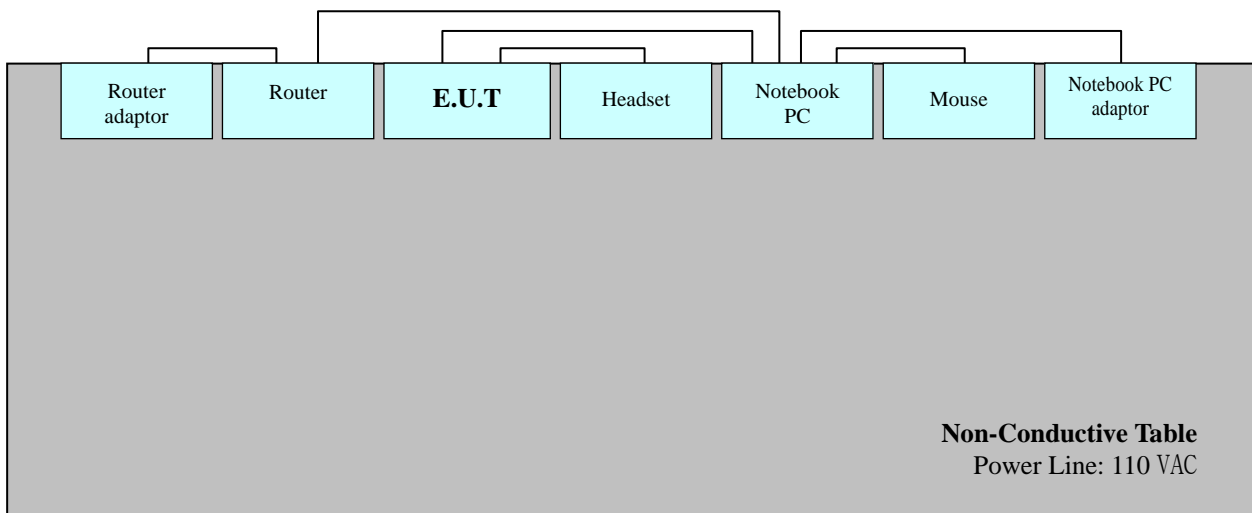 Router
adaptor
Router
E.U.T
Headset
Notebook
PC
Mouse
Notebook PC
adaptor
Non-Conductive Table
Power Line: 110 VAC